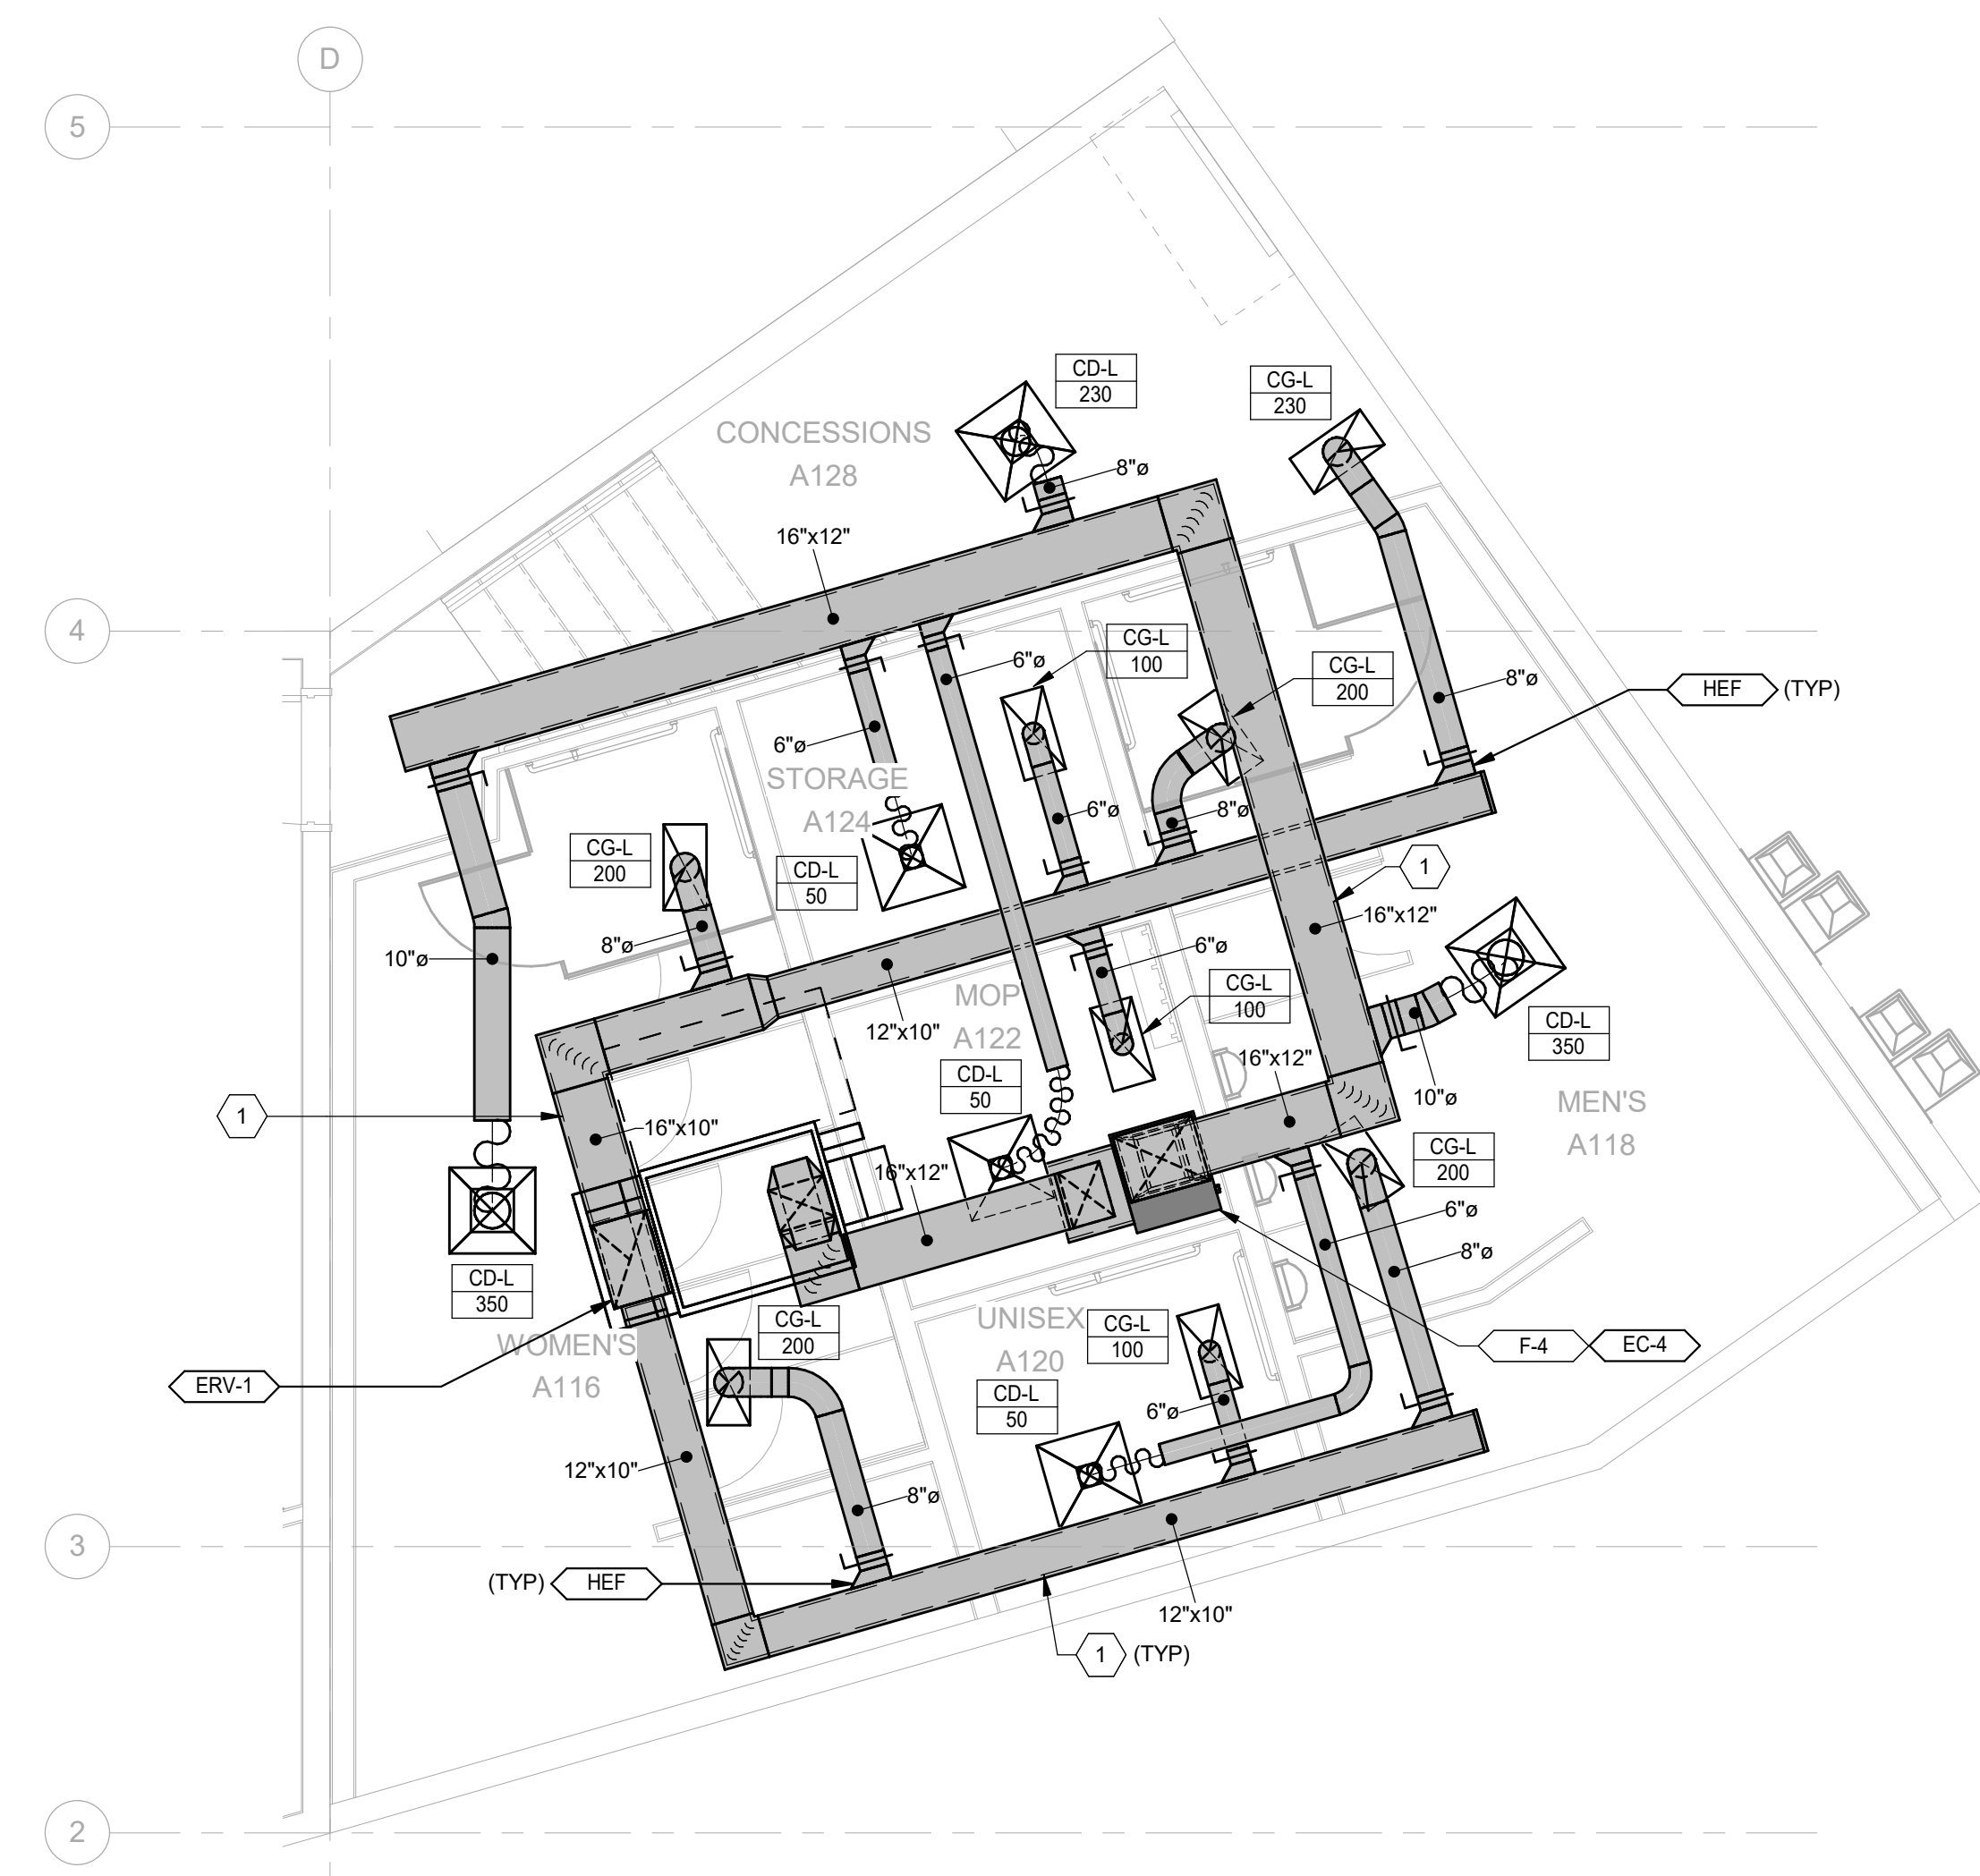 D
5
CD-L
230
CG-L
230
CONCESSIONS
A128
8"ø
16"x12"
4
CG-L
100
6"ø
CG-L
200
8"ø
HEF
(TYP)
6"ø
STORAGE
A124
6"ø
8"ø
CG-L
200
CD-L
50
1
16"x12"
8"ø
10"ø
6"ø
MOP
A122
CG-L
100
12"x10"
CD-L
350
16"x12"
CD-L
50
10"ø
MEN'S
A118
1
16"x10"
CG-L
200
16"x12"
6"ø
8"ø
CD-L
350
CG-L
200
UNISEX
A120
CG-L
100
WOMEN'S
A116
F-4
EC-4
ERV-1
CD-L
50
6"ø
12"x10"
8"ø
3
(TYP)
HEF
12"x10"
1
(TYP)
2